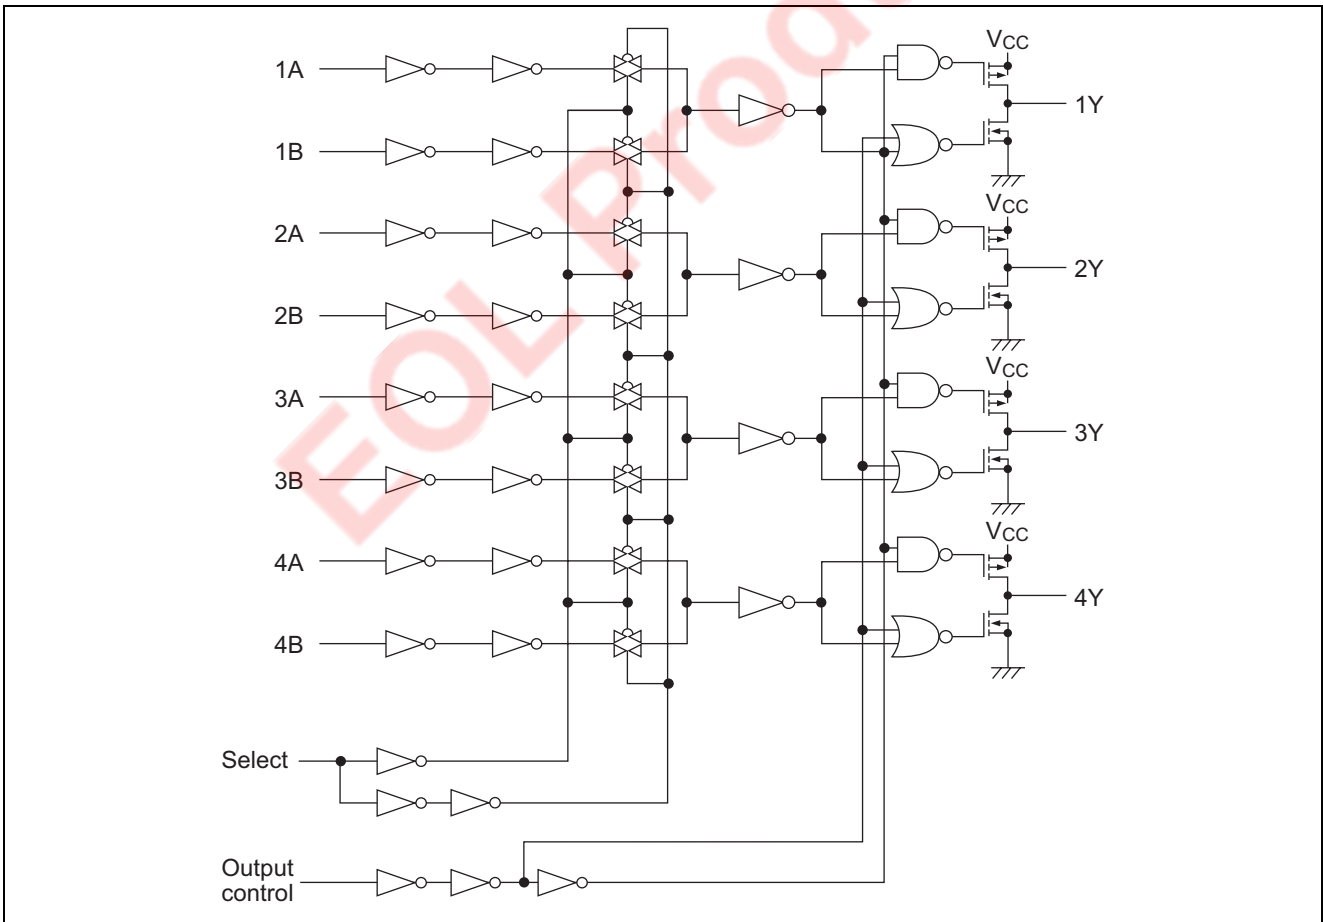 EOL Produ
1A
1B
2A
2B
3A
3B
4A
4B
Select
Output
control
VCC
1Y
VCC
2Y
VCC
3Y
VCC
4Y